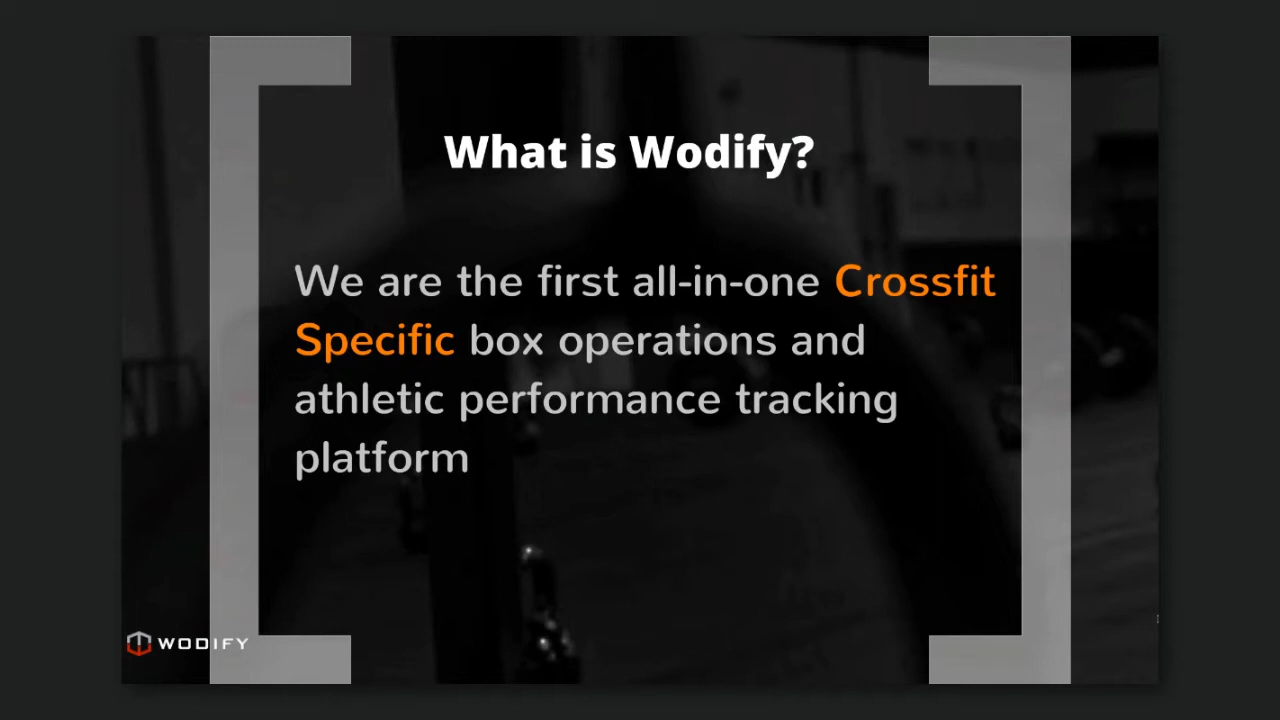 What is Wodify?
We are the first all-in-one Crossfit
Specific box operations and
athletic performance tracking
platform
WODIFY